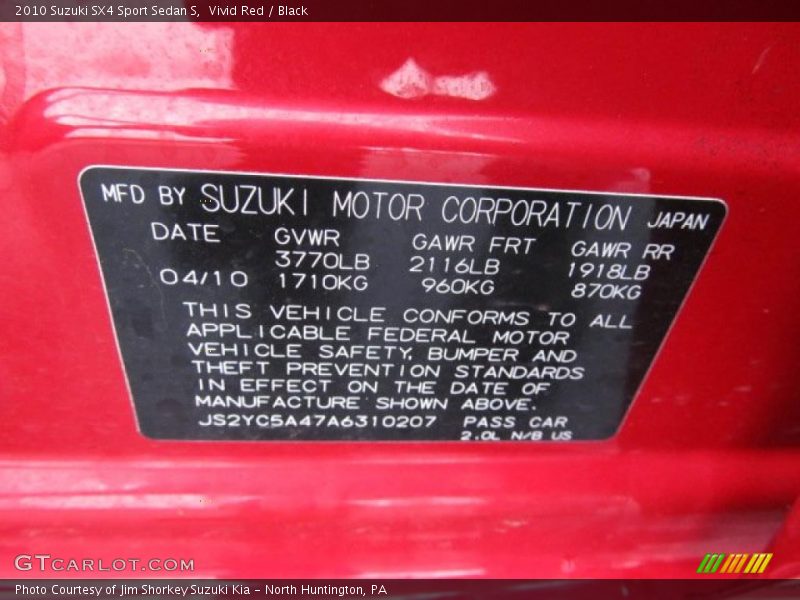 2010 Suzuki SX4 Sport Sedan S,  Vivid Red / Black
MFD BY SUZUKI MOTOR CORPORATION JAPAN
DATE GVWR GAWR FRT GAWR RR
3770LB 2116LB 1918LB
04/10 1710KG 960KG 870KG
THIS VEHICLE CONFORMS TO ALL
APPLICABLE FEDERAL MOTOR
VEHICLE SAFETY, BUMPER AND
THEFT PREVENTION STANDARDS
IN EFFECT ON THE DATE OF
MANUFACTURE SHOWN ABOVE.
JS2YC5A47A6310207 PASS CAR
2.0L N/B US
GTCARLOT.COM
Photo Courtesy of Jim Shorkey Suzuki Kia – North Huntington, PA